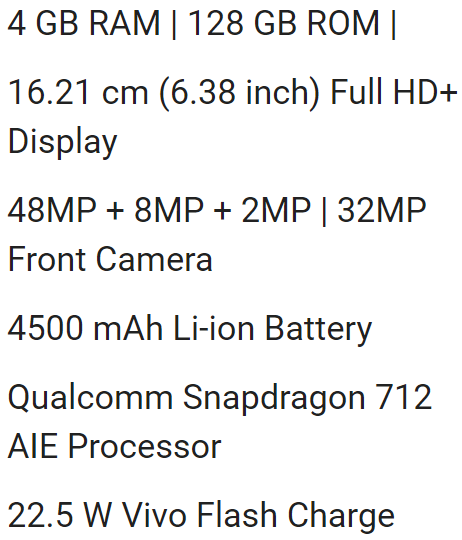 4 GB RAM | 128 GB ROM |
16.21 cm (6.38 inch) Full HD+
Display
48MP + 8MP + 2MP | 32MP
Front Camera
4500 mAh Li-ion Battery
Qualcomm Snapdragon 712
AIE Processor
22.5 W Vivo Flash Charge